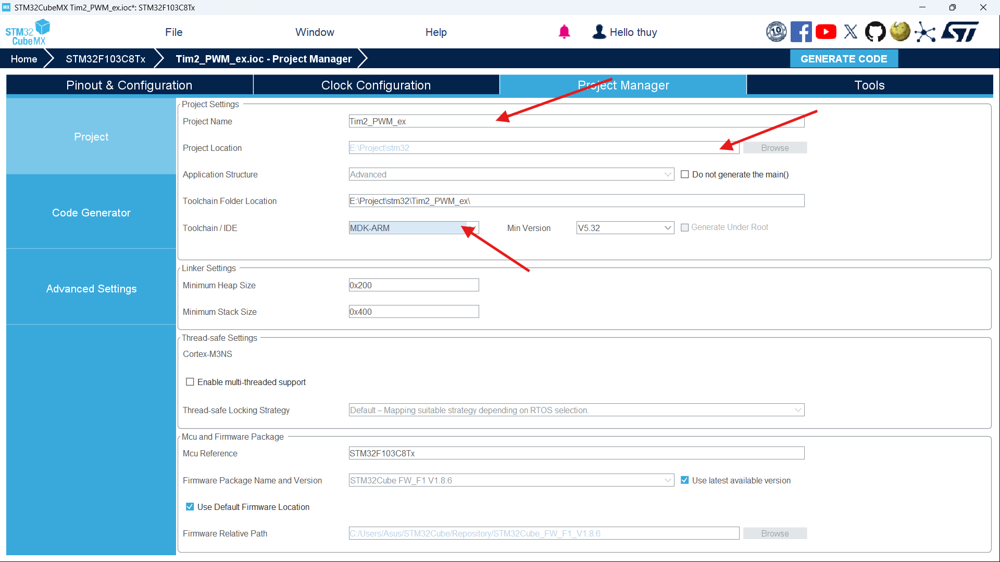 MX STM32CubeMX Tim2_PWM_ex.ioc*: STM32F103C8Tx
STM32
CubeMX
File
Window
Help
Hello thuy
10
Home
STM32F103C8Tx
Tim2_PWM_ex.ioc - Project Manager
GENERATE CODE
Pinout & Configuration
Clock Configuration
Project Manager
Tools
Project
Code Generator
Advanced Settings
Project Settings
Project Name
Tim2_PWM_ex
Project Location
E:\Project\stm32
Browse
Application Structure
Advanced
Do not generate the main()
Toolchain Folder Location
E:\Project\stm32\Tim2_PWM_ex\
Toolchain / IDE
MDK-ARM
Min Version
V5.32
Generate Under Root
Linker Settings
Minimum Heap Size
0x200
Minimum Stack Size
0x400
Thread-safe Settings
Cortex-M3NS
Enable multi-threaded support
Thread-safe Locking Strategy
Default – Mapping suitable strategy depending on RTOS selection.
Mcu and Firmware Package
Mcu Reference
STM32F103C8Tx
Firmware Package Name and Version
STM32Cube FW_F1 V1.8.6
Use latest available version
Use Default Firmware Location
Firmware Relative Path
C:/Users/Asus/STM32Cube/Repository/STM32Cube_FW_F1_V1.8.6
Browse